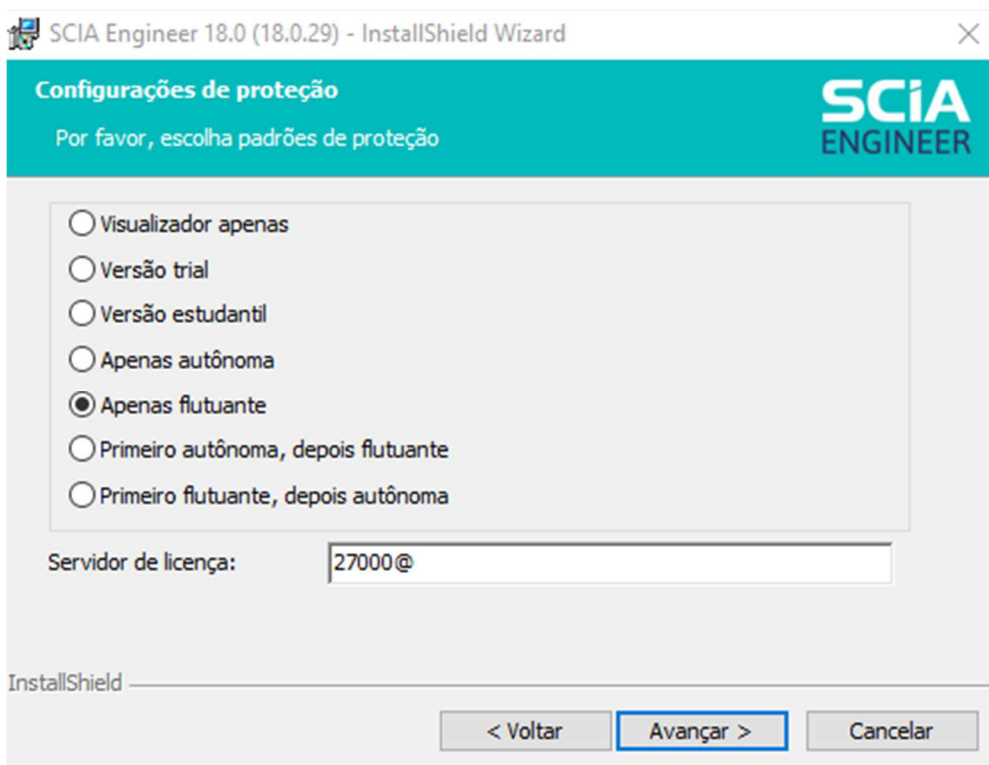 SCIA Engineer 18.0 (18.0.29) - InstallShield Wizard
Configurações de proteção
Por favor, escolha padrões de proteção
SCiA
ENGINEER
Visualizador apenas
Versão trial
Versão estudantil
Apenas autônoma
Apenas flutuante
Primeiro autônoma, depois flutuante
Primeiro flutuante, depois autônoma
Servidor de licença: 27000@
InstallShield
< Voltar Avançar > Cancelar